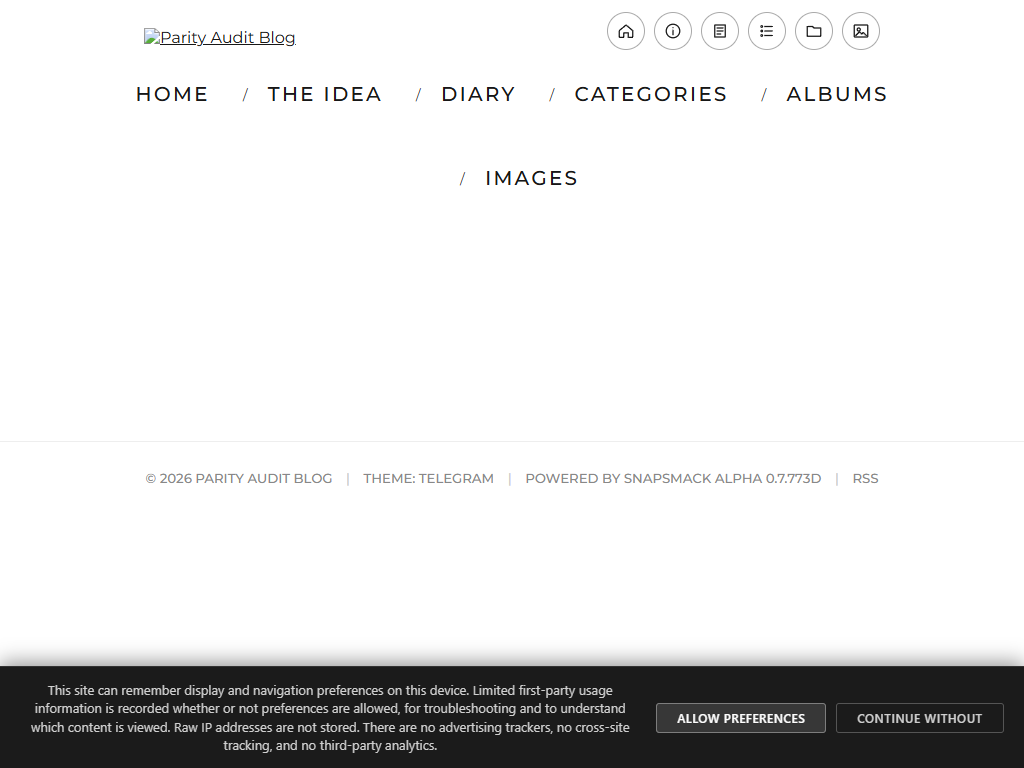 Parity Audit Blog
HOME / THE IDEA / DIARY / CATEGORIES / ALBUMS
/ IMAGES
© 2026 PARITY AUDIT BLOG | THEME: TELEGRAM | POWERED BY SNAPSMACK ALPHA 0.7.773D | RSS
This site can remember display and navigation preferences on this device. Limited first-party usage
information is recorded whether or not preferences are allowed, for troubleshooting and to understand
which content is viewed. Raw IP addresses are not stored. There are no advertising trackers, no cross-site
tracking, and no third-party analytics.
ALLOW PREFERENCES
CONTINUE WITHOUT